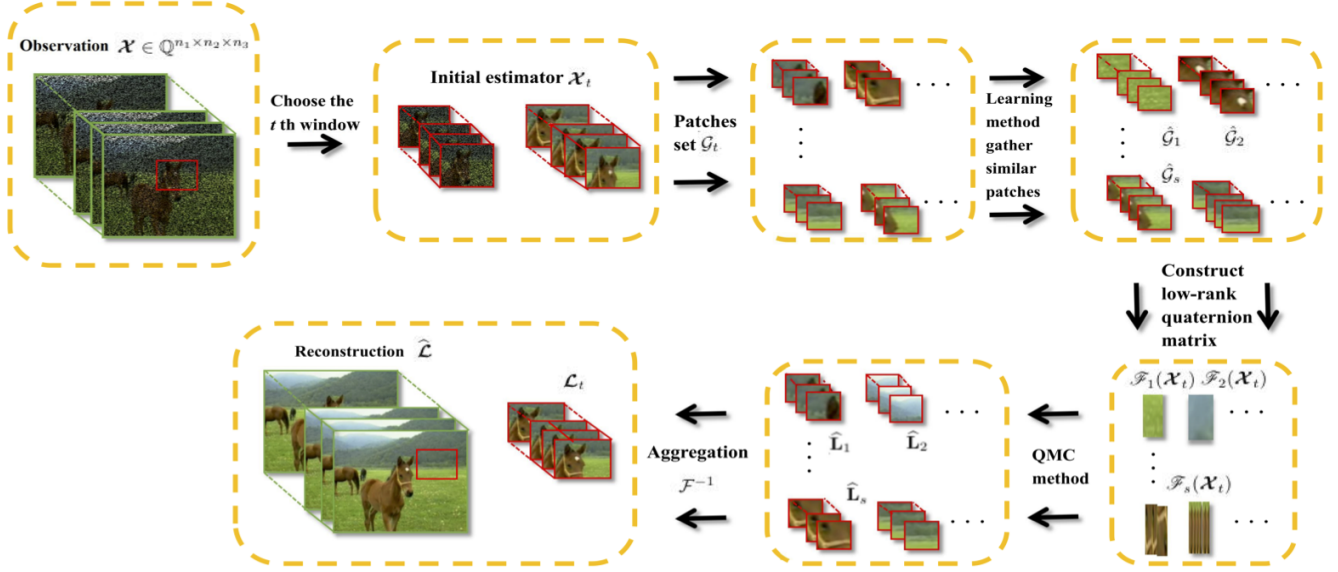 Observation 𝓧 ∈ ℚ^{n₁×n₂×n₃}
Choose the
t th window
Initial estimator 𝓧_t
Patches
set 𝒢_t
. . .
⋮
. . .
Learning
method
gather
similar
patches
. . .
⋮
𝒢̂₁
𝒢̂₂
𝒢̂_s
. . .
Construct
low-rank
quaternion
matrix
ℱ₁(𝓧_t) ℱ₂(𝓧_t)
. . .
⋮
ℱ_s(𝓧_t)
. . .
QMC
method
. . .
⋮
L̂₁
L̂₂
L̂_s
. . .
Aggregation
ℱ⁻¹
Reconstruction 𝓛̂
𝓛_t